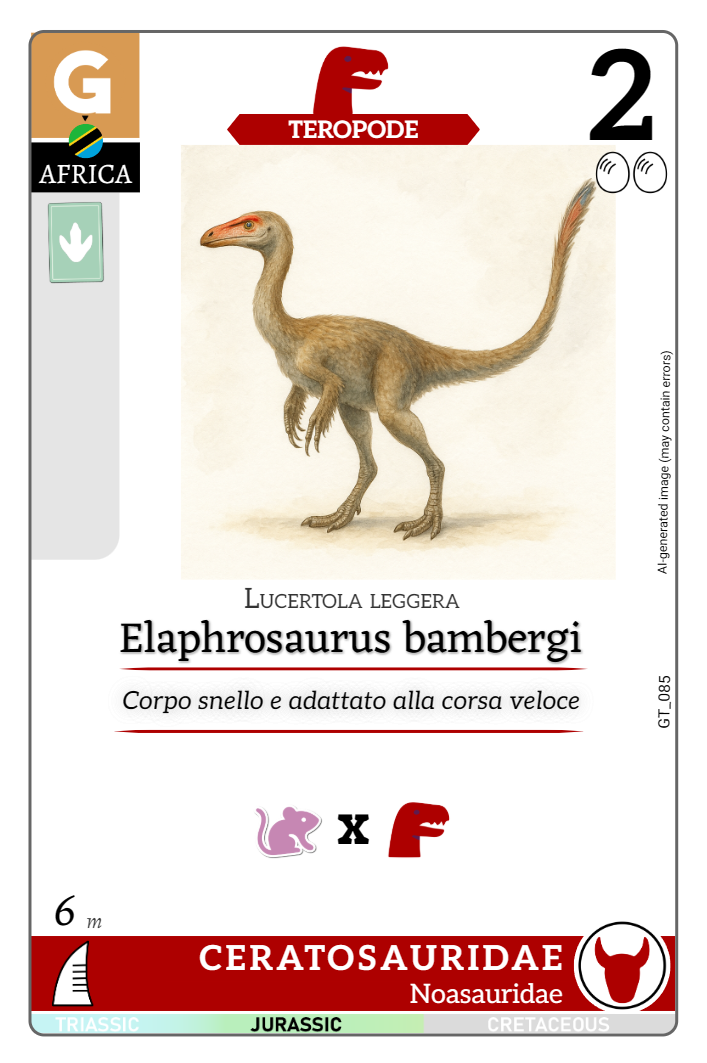 G
AFRICA
TEROPODE
2
AI-generated image (may contain errors)
LUCERTOLA LEGGERA
Elaphrosaurus bambergi
Corpo snello e adattato alla corsa veloce
GT_085
X
6 m
CERATOSAURIDAE
Noasauridae
TRIASSIC JURASSIC CRETACEOUS